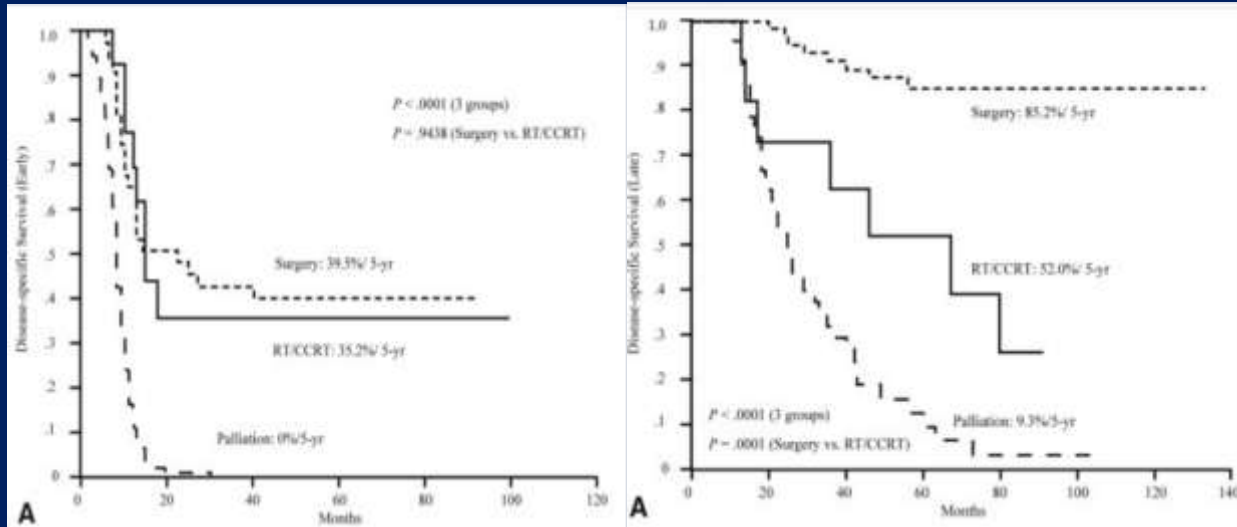 Disease-specific Survival (Early)
1.0
.9
.8
.7
.6
.5
.4
.3
.2
.1
0
P < .0001 (3 groups)
P = .9438 (Surgery vs. RT/CCRT)
Surgery: 39.5%/ 5-yr
RT/CCRT: 35.2%/ 5-yr
Palliation: 0%/5-yr
0 20 40 60 80 100 120
Months
A
Disease-specific Survival (Late)
1.0
.9
.8
.7
.6
.5
.4
.3
.2
.1
0
Surgery: 85.2%/ 5-yr
RT/CCRT: 52.0%/ 5-yr
Palliation: 9.3%/5-yr
P < .0001 (3 groups)
P = .0001 (Surgery vs. RT/CCRT)
0 20 40 60 80 100 120 140
Months
A